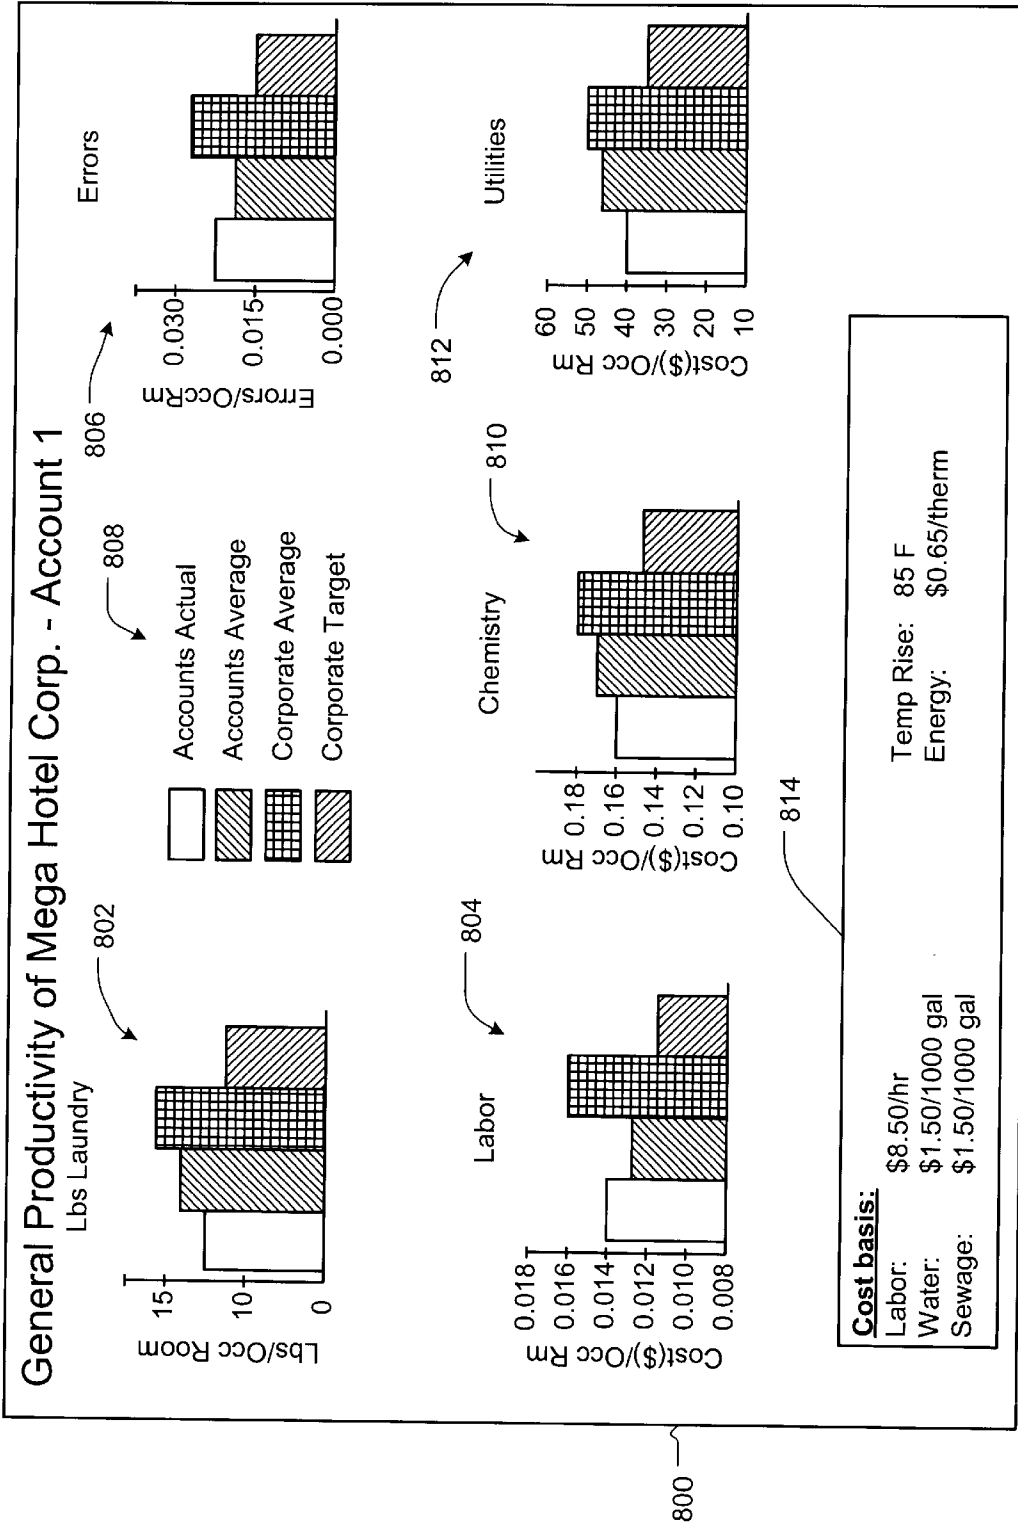 General Productivity of Mega Hotel Corp. - Account 1
Lbs Laundry
802
Lbs/Occ Room
15
10
0
808
Accounts Actual
Accounts Average
Corporate Average
Corporate Target
806
Errors
Errors/OccRm
0.030
0.015
0.000
Labor
804
Cost($)/Occ Rm
0.018
0.016
0.014
0.012
0.010
0.008
Chemistry
810
Cost($)/Occ Rm
0.18
0.16
0.14
0.12
0.10
812
Utilities
Cost($)/Occ Rm
60
50
40
30
20
10
814
Cost basis:
Labor: $8.50/hr
Water: $1.50/1000 gal
Sewage: $1.50/1000 gal
Temp Rise: 85 F
Energy: $0.65/therm
800